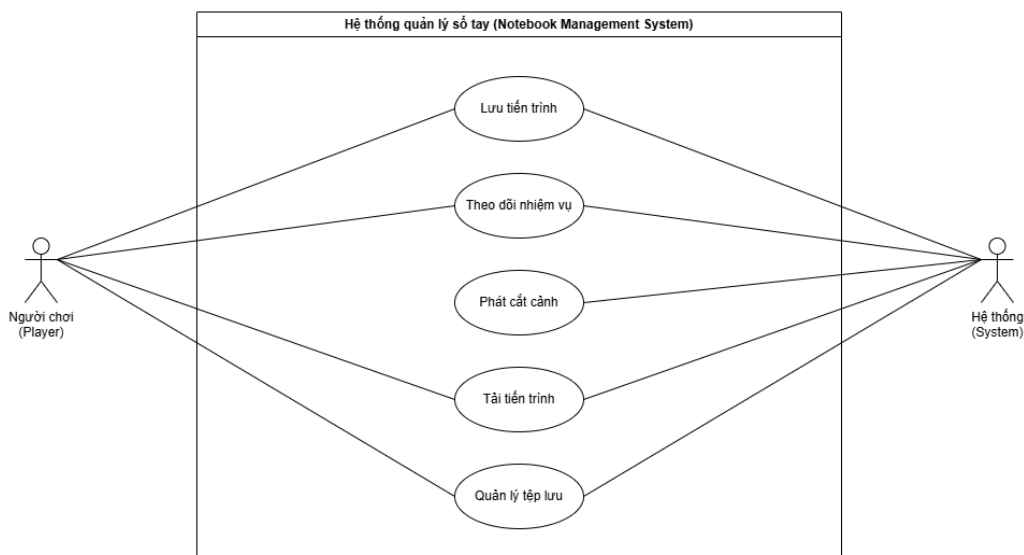 Hệ thống quản lý sổ tay (Notebook Management System)
Lưu tiến trình
Theo dõi nhiệm vụ
Người chơi
(Player)
Phát cắt cảnh
Hệ thống
(System)
Tải tiến trình
Quản lý tệp lưu